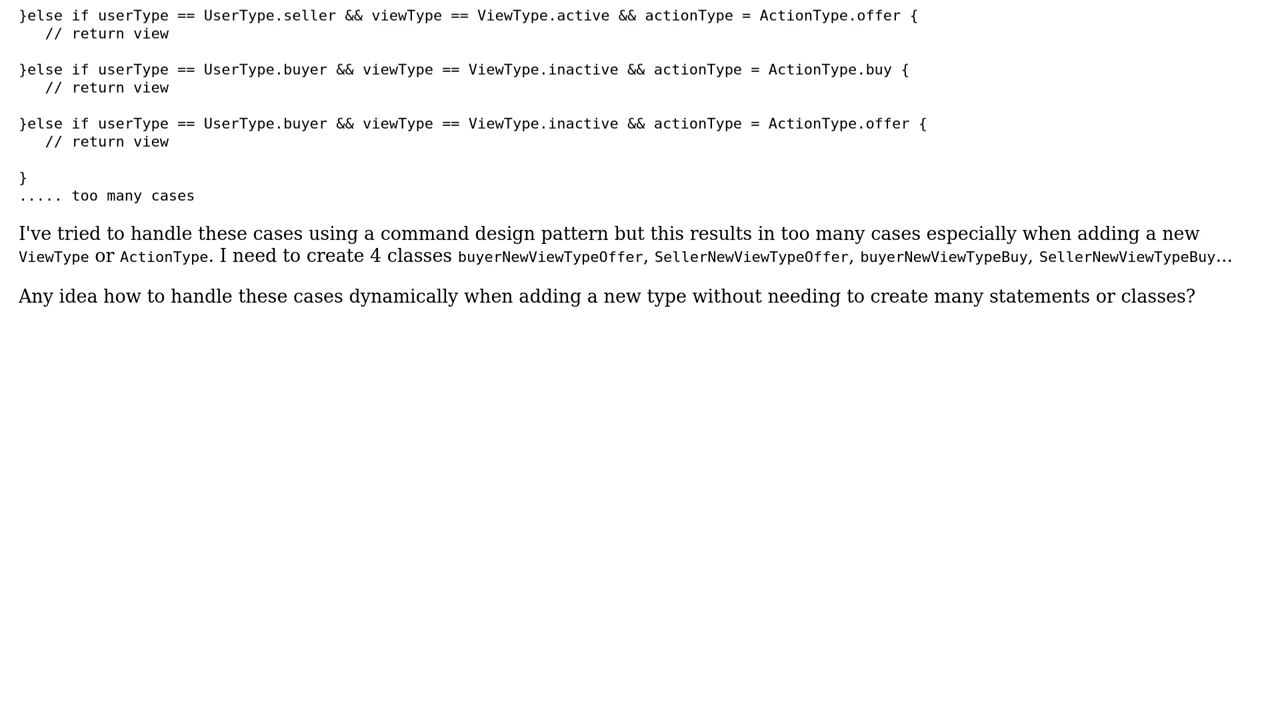 }else if userType == UserType.seller && viewType == ViewType.active && actionType = ActionType.offer {
   // return view
}else if userType == UserType.buyer && viewType == ViewType.inactive && actionType = ActionType.buy {
   // return view
}else if userType == UserType.buyer && viewType == ViewType.inactive && actionType = ActionType.offer {
   // return view
}
..... too many cases
I've tried to handle these cases using a command design pattern but this results in too many cases especially when adding a new
ViewType or ActionType. I need to create 4 classes buyerNewViewTypeOffer, SellerNewViewTypeOffer, buyerNewViewTypeBuy, SellerNewViewTypeBuy…
Any idea how to handle these cases dynamically when adding a new type without needing to create many statements or classes?